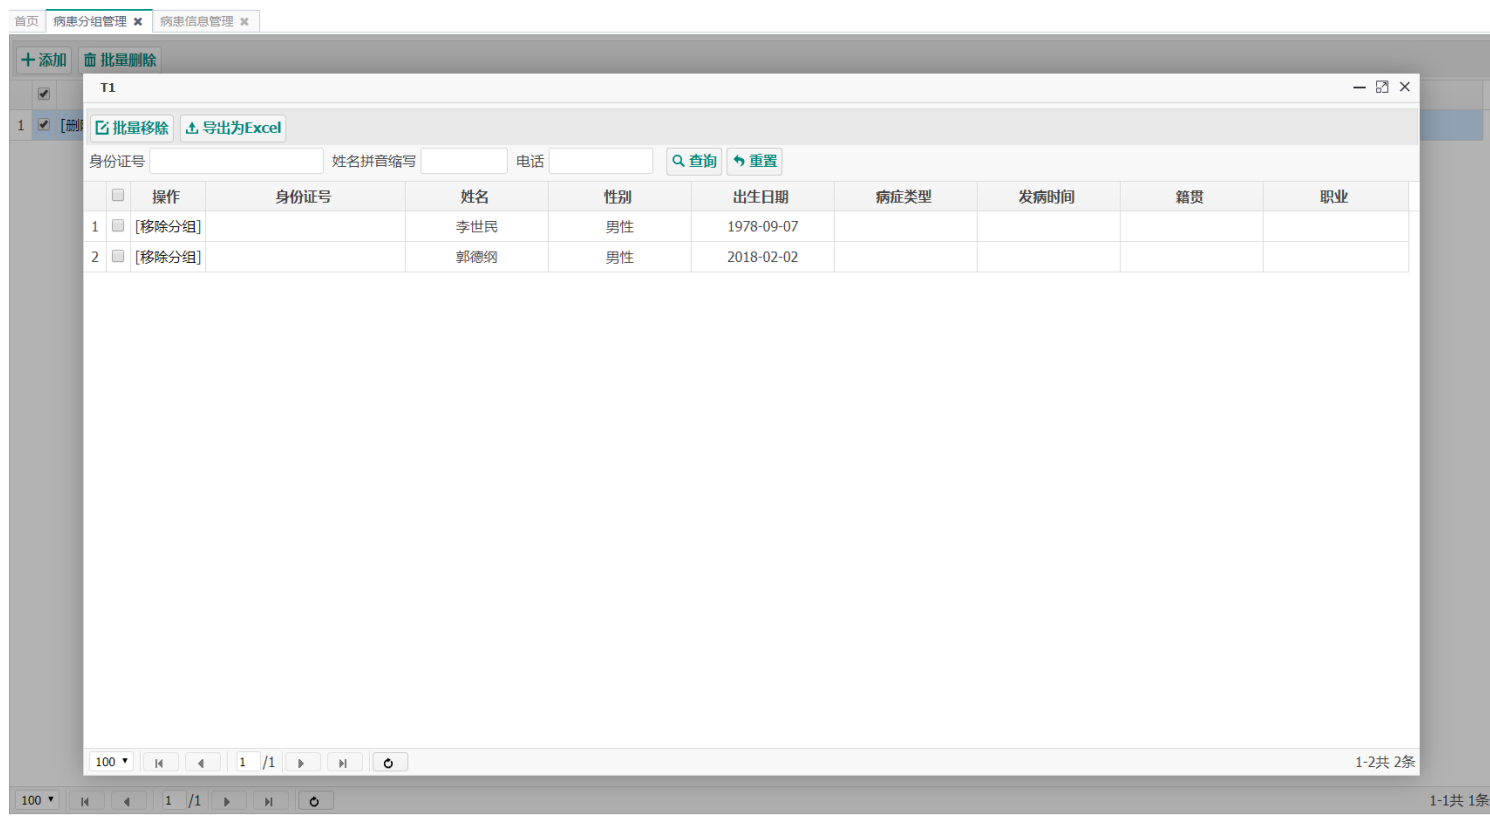 首页 病患分组管理 ✖ 病患信息管理 ✖
添加 批量删除
T1
1 [删
批量移除 导出为Excel
身份证号 姓名拼音缩写 电话 查询 重置
操作 身份证号 姓名 性别 出生日期 病症类型 发病时间 籍贯 职业
1 [移除分组] 李世民 男性 1978-09-07
2 [移除分组] 郭德纲 男性 2018-02-02
100 1 /1 1-2共 2条
100 1 /1 1-1共 1条